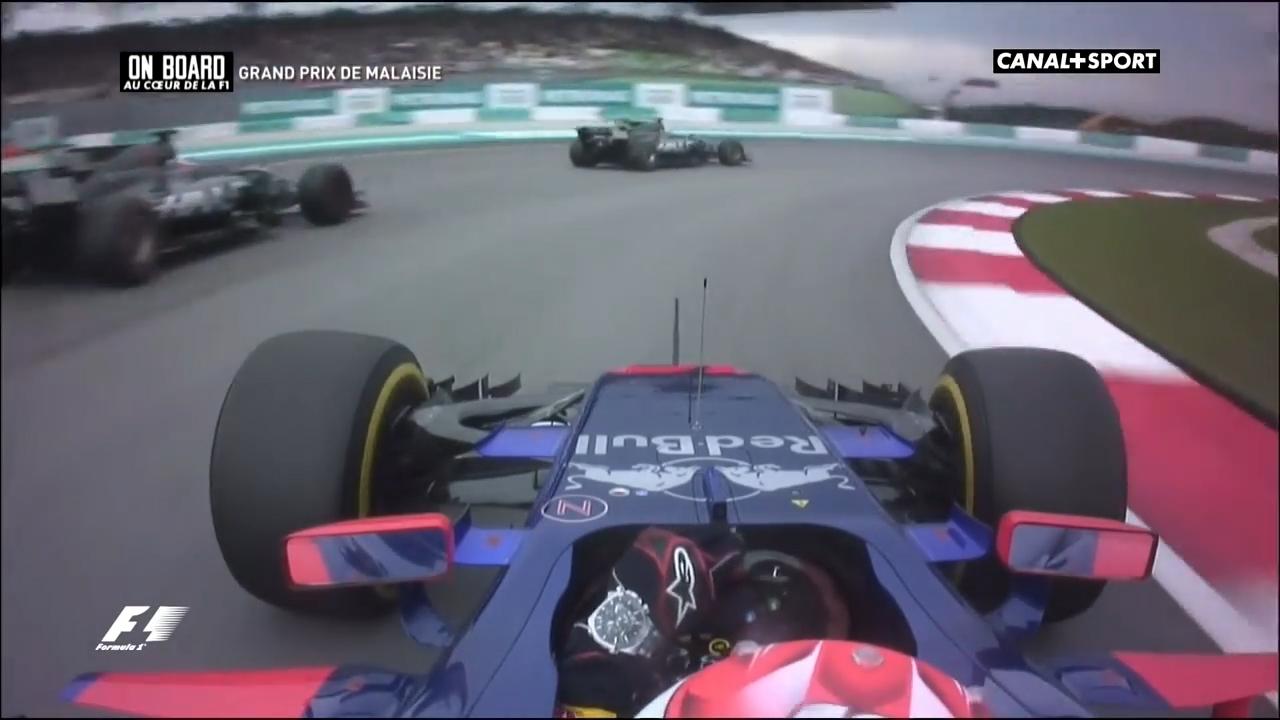 ON BOARD
AU CŒUR DE LA F1
GRAND PRIX DE MALAISIE
CANAL+SPORT
Red Bull
F1
Formula 1